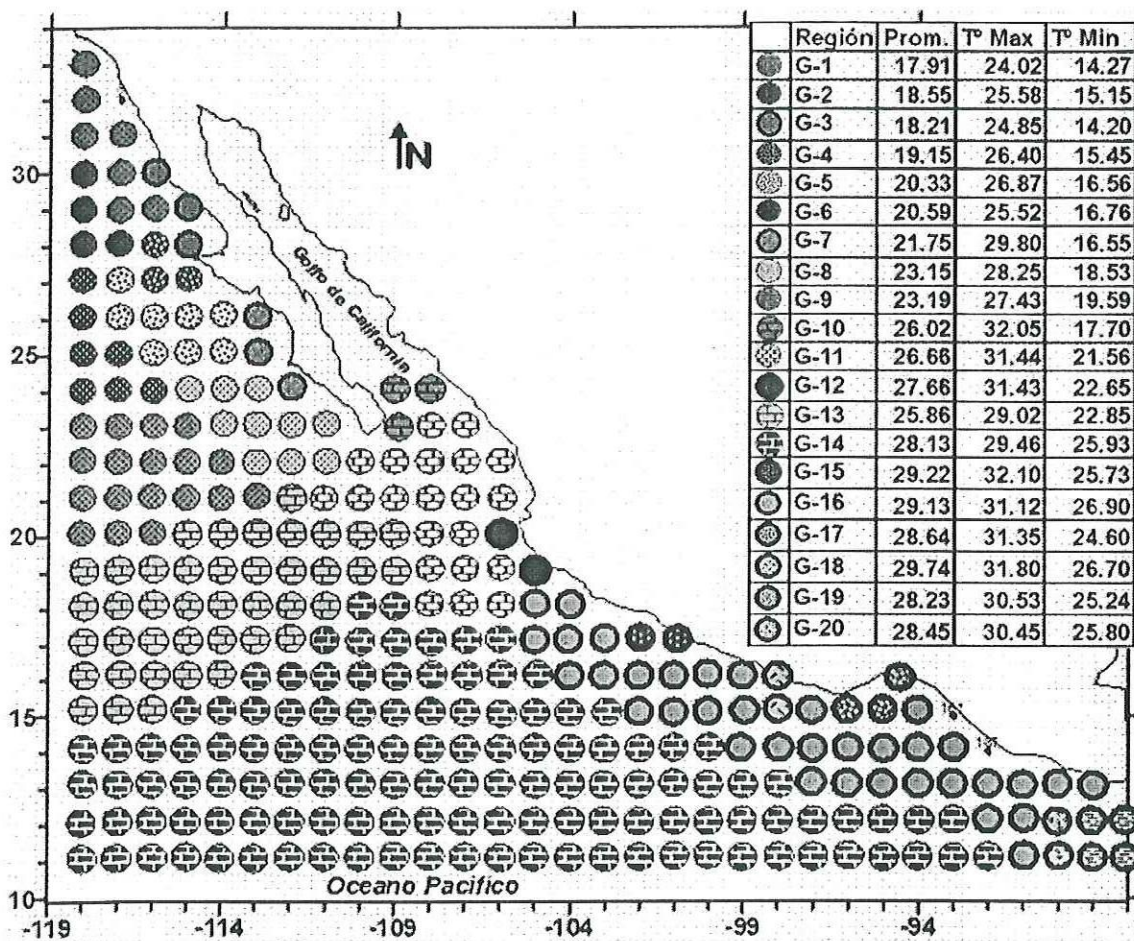 Región Prom. Tº Max Tº Min
G-1 17.91 24.02 14.27
G-2 18.55 25.58 15.15
G-3 18.21 24.85 14.20
G-4 19.15 26.40 15.45
G-5 20.33 26.87 16.56
G-6 20.59 25.52 16.76
G-7 21.75 29.80 16.55
G-8 23.15 28.25 18.53
G-9 23.19 27.43 19.59
G-10 26.02 32.05 17.70
G-11 26.66 31.44 21.56
G-12 27.66 31.43 22.65
G-13 25.86 29.02 22.85
G-14 28.13 29.46 25.93
G-15 29.22 32.10 25.73
G-16 29.13 31.12 26.90
G-17 28.64 31.35 24.60
G-18 29.74 31.80 26.70
G-19 28.23 30.53 25.24
G-20 28.45 30.45 25.80
N
Golfo de California
30
25
20
15
10
Oceano Pacifico
-119 -114 -109 -104 -99 -94